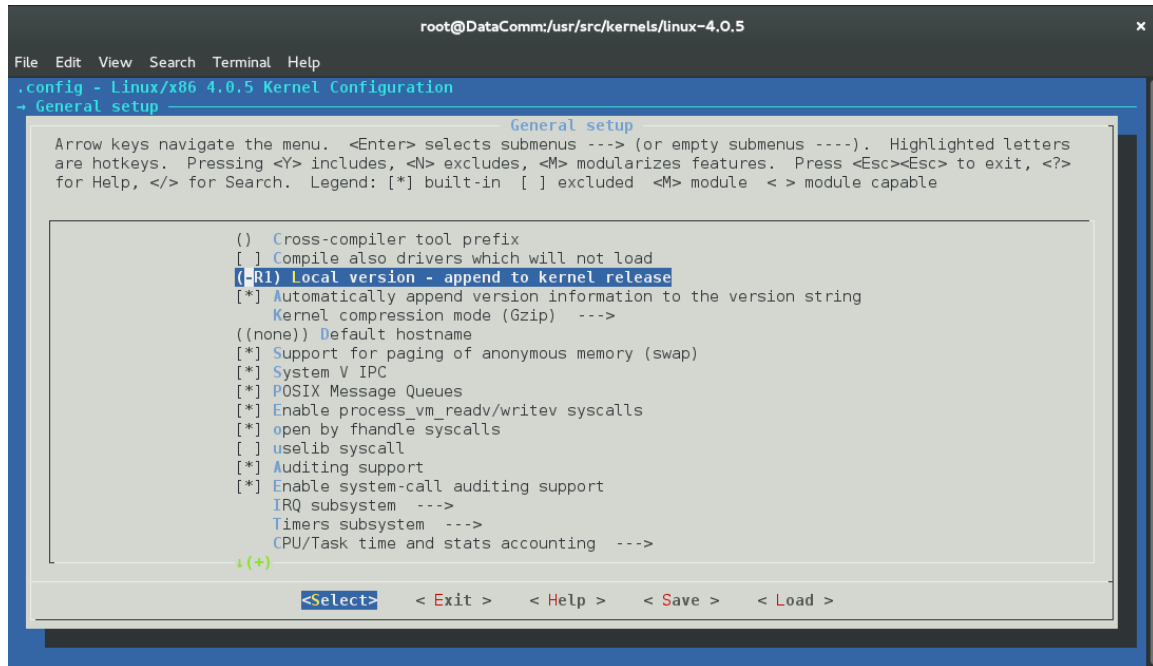 root@DataComm:/usr/src/kernels/linux-4.0.5 ×
File Edit View Search Terminal Help
.config - Linux/x86 4.0.5 Kernel Configuration
→ General setup
General setup
Arrow keys navigate the menu. <Enter> selects submenus ---> (or empty submenus ----). Highlighted letters
are hotkeys. Pressing <Y> includes, <N> excludes, <M> modularizes features. Press <Esc><Esc> to exit, <?>
for Help, </> for Search. Legend: [*] built-in [ ] excluded <M> module < > module capable
() Cross-compiler tool prefix
[ ] Compile also drivers which will not load
(-R1) Local version - append to kernel release
[*] Automatically append version information to the version string
Kernel compression mode (Gzip) --->
((none)) Default hostname
[*] Support for paging of anonymous memory (swap)
[*] System V IPC
[*] POSIX Message Queues
[*] Enable process_vm_readv/writev syscalls
[*] open by fhandle syscalls
[ ] uselib syscall
[*] Auditing support
[*] Enable system-call auditing support
IRQ subsystem --->
Timers subsystem --->
CPU/Task time and stats accounting --->
↓(+)
<Select> < Exit > < Help > < Save > < Load >